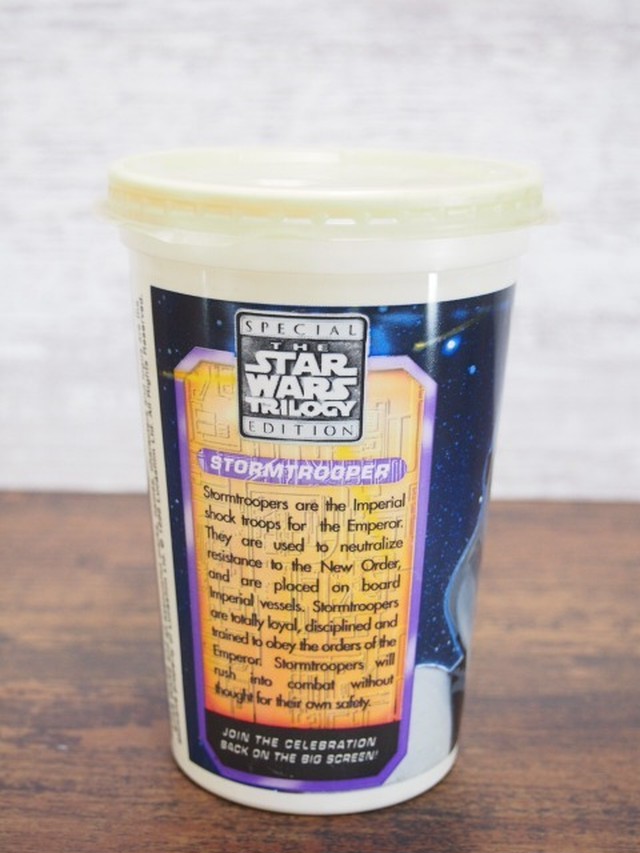 SPECIAL
THE
STAR
WARS
TRILOGY
EDITION
STORMTROOPER
Stormtroopers are the Imperial
shock troops for the Emperor.
They are used to neutralize
resistance to the New Order,
and are placed on board
Imperial vessels. Stormtroopers
are totally loyal, disciplined and
trained to obey the orders of the
Emperor. Stormtroopers will
rush into combat without
thought for their own safety.
JOIN THE CELEBRATION
BACK ON THE BIG SCREEN!
All Rights Reserved.